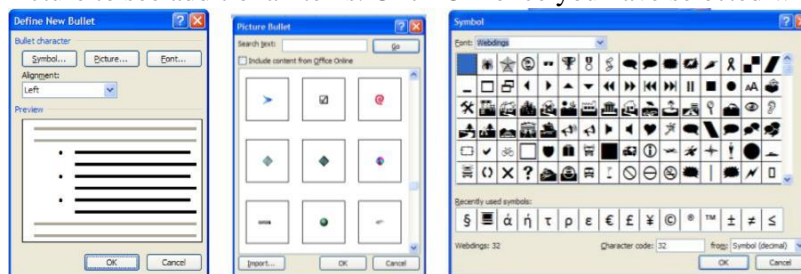 Define New Bullet
Bullet character
Symbol... Picture... Font...
Alignment:
Left
Preview
OK Cancel
Picture Bullet
Search text:
Go
Include content from Office Online
Import... OK Cancel
Symbol
Font: Webdings
Recently used symbols:
§ ά ή τ ρ ε € £ ¥ © ® ™ ± ≠ ≤
Webdings: 32 Character code: 32 from: Symbol (decimal)
OK Cancel